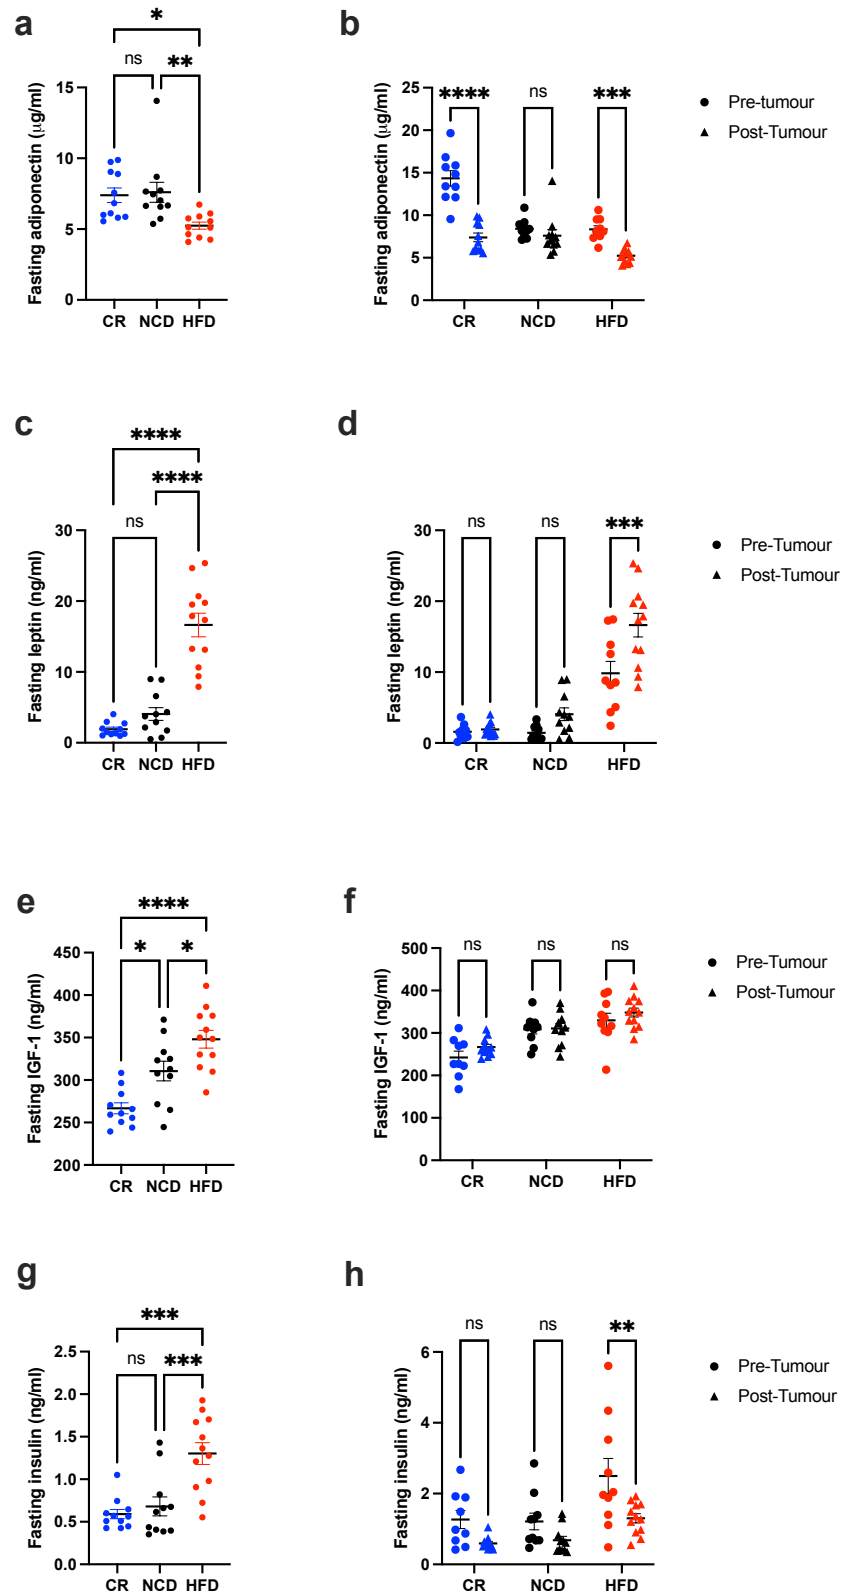 a
*
ns
**
Fasting adiponectin (μg/ml)
15
10
5
0
CR NCD HFD
b
****
ns
***
Fasting adiponectin (μg/ml)
25
20
15
10
5
0
CR NCD HFD
Pre-tumour
Post-Tumour
c
****
****
ns
Fasting leptin (ng/ml)
30
20
10
0
CR NCD HFD
d
ns
ns
***
Fasting leptin (ng/ml)
30
20
10
0
CR NCD HFD
Pre-Tumour
Post-Tumour
e
****
*
*
Fasting IGF-1 (ng/ml)
450
400
350
300
250
200
CR NCD HFD
f
ns
ns
ns
Fasting IGF-1 (ng/ml)
500
400
300
200
100
0
CR NCD HFD
Pre-Tumour
Post-Tumour
g
***
ns
***
Fasting insulin (ng/ml)
2.5
2.0
1.5
1.0
0.5
0.0
CR NCD HFD
h
ns
ns
**
Fasting insulin (ng/ml)
6
4
2
0
CR NCD HFD
Pre-Tumour
Post-Tumour